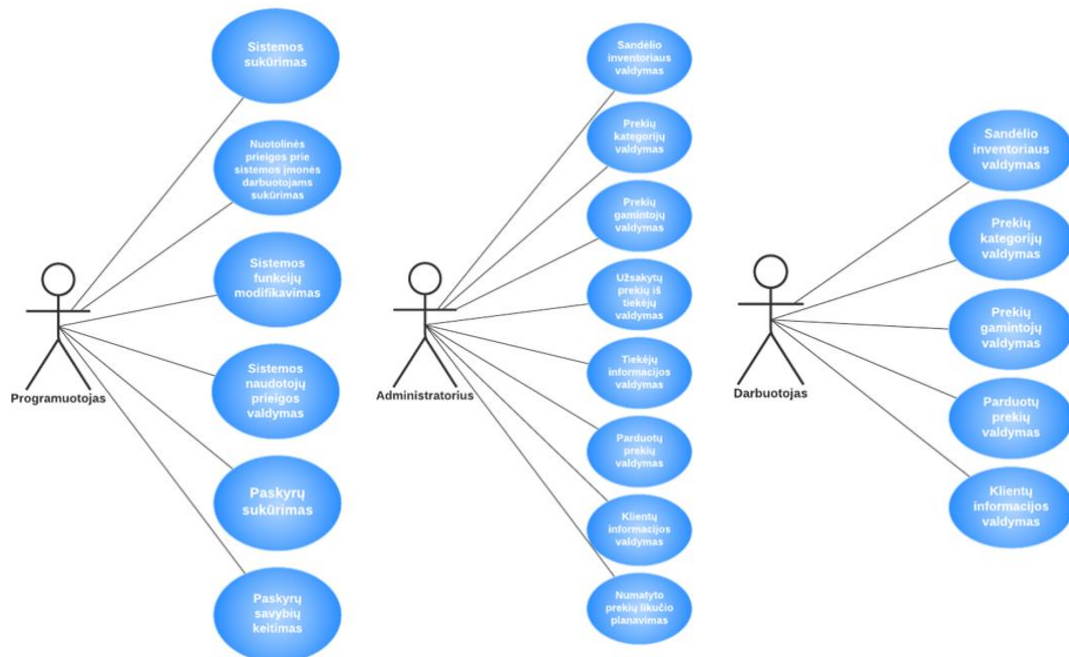 Sistemos
sukūrimas
Nuotolinės
prieigos prie
sistemos įmonės
darbuotojams
sukūrimas
Sistemos
funkcijų
modifikavimas
Sistemos
naudotojų
prieigos
valdymas
Paskyrų
sukūrimas
Paskyrų
savybių
keitimas
Programuotojas
Sandėlio
inventoriaus
valdymas
Prekių
kategorijų
valdymas
Prekių
gamintojų
valdymas
Užsakytų
prekių iš
tiekėjų
valdymas
Tiekėjų
informacijos
valdymas
Parduotų
prekių
valdymas
Klientų
informacijos
valdymas
Numatyto
prekių likučio
planavimas
Administratorius
Sandėlio
inventoriaus
valdymas
Prekių
kategorijų
valdymas
Prekių
gamintojų
valdymas
Parduotų
prekių
valdymas
Klientų
informacijos
valdymas
Darbuotojas